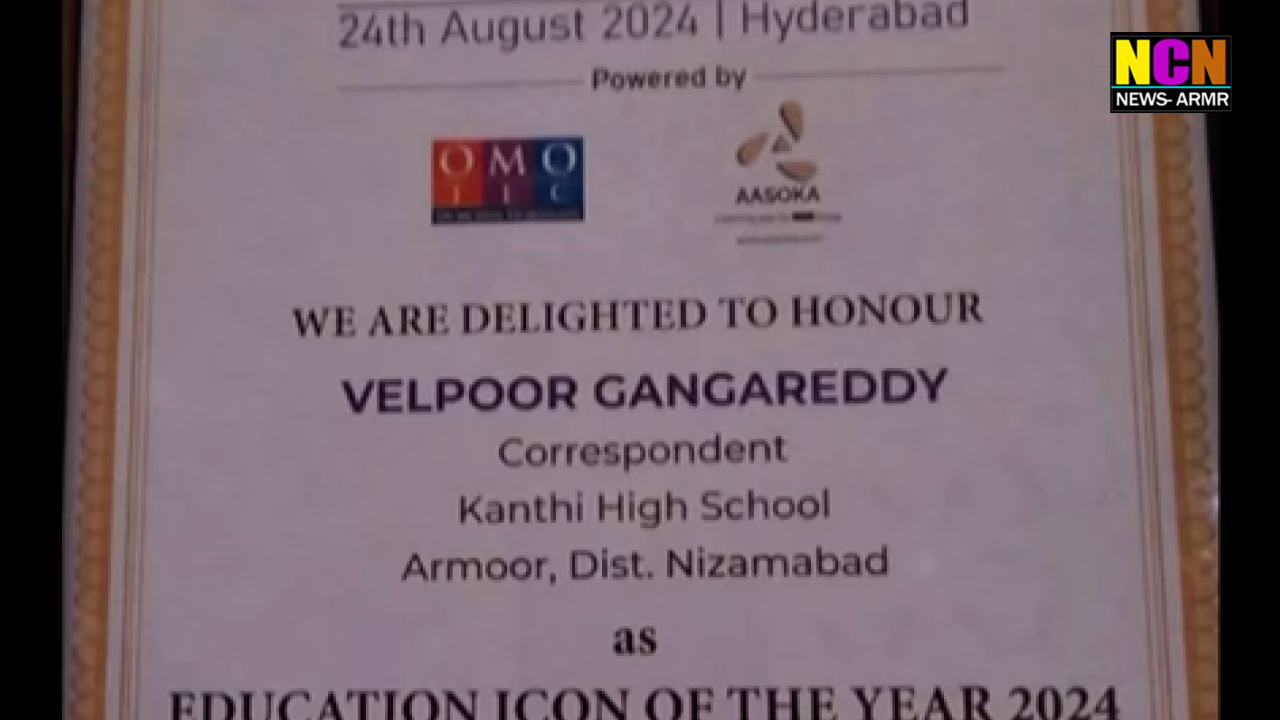 24th August 2024 | Hyderabad
Powered by
NCN
NEWS- ARMR
OMO
AASOKA
WE ARE DELIGHTED TO HONOUR
VELPOOR GANGAREDDY
Correspondent
Kanthi High School
Armoor, Dist. Nizamabad
as
EDUCATION ICON OF THE YEAR 2024